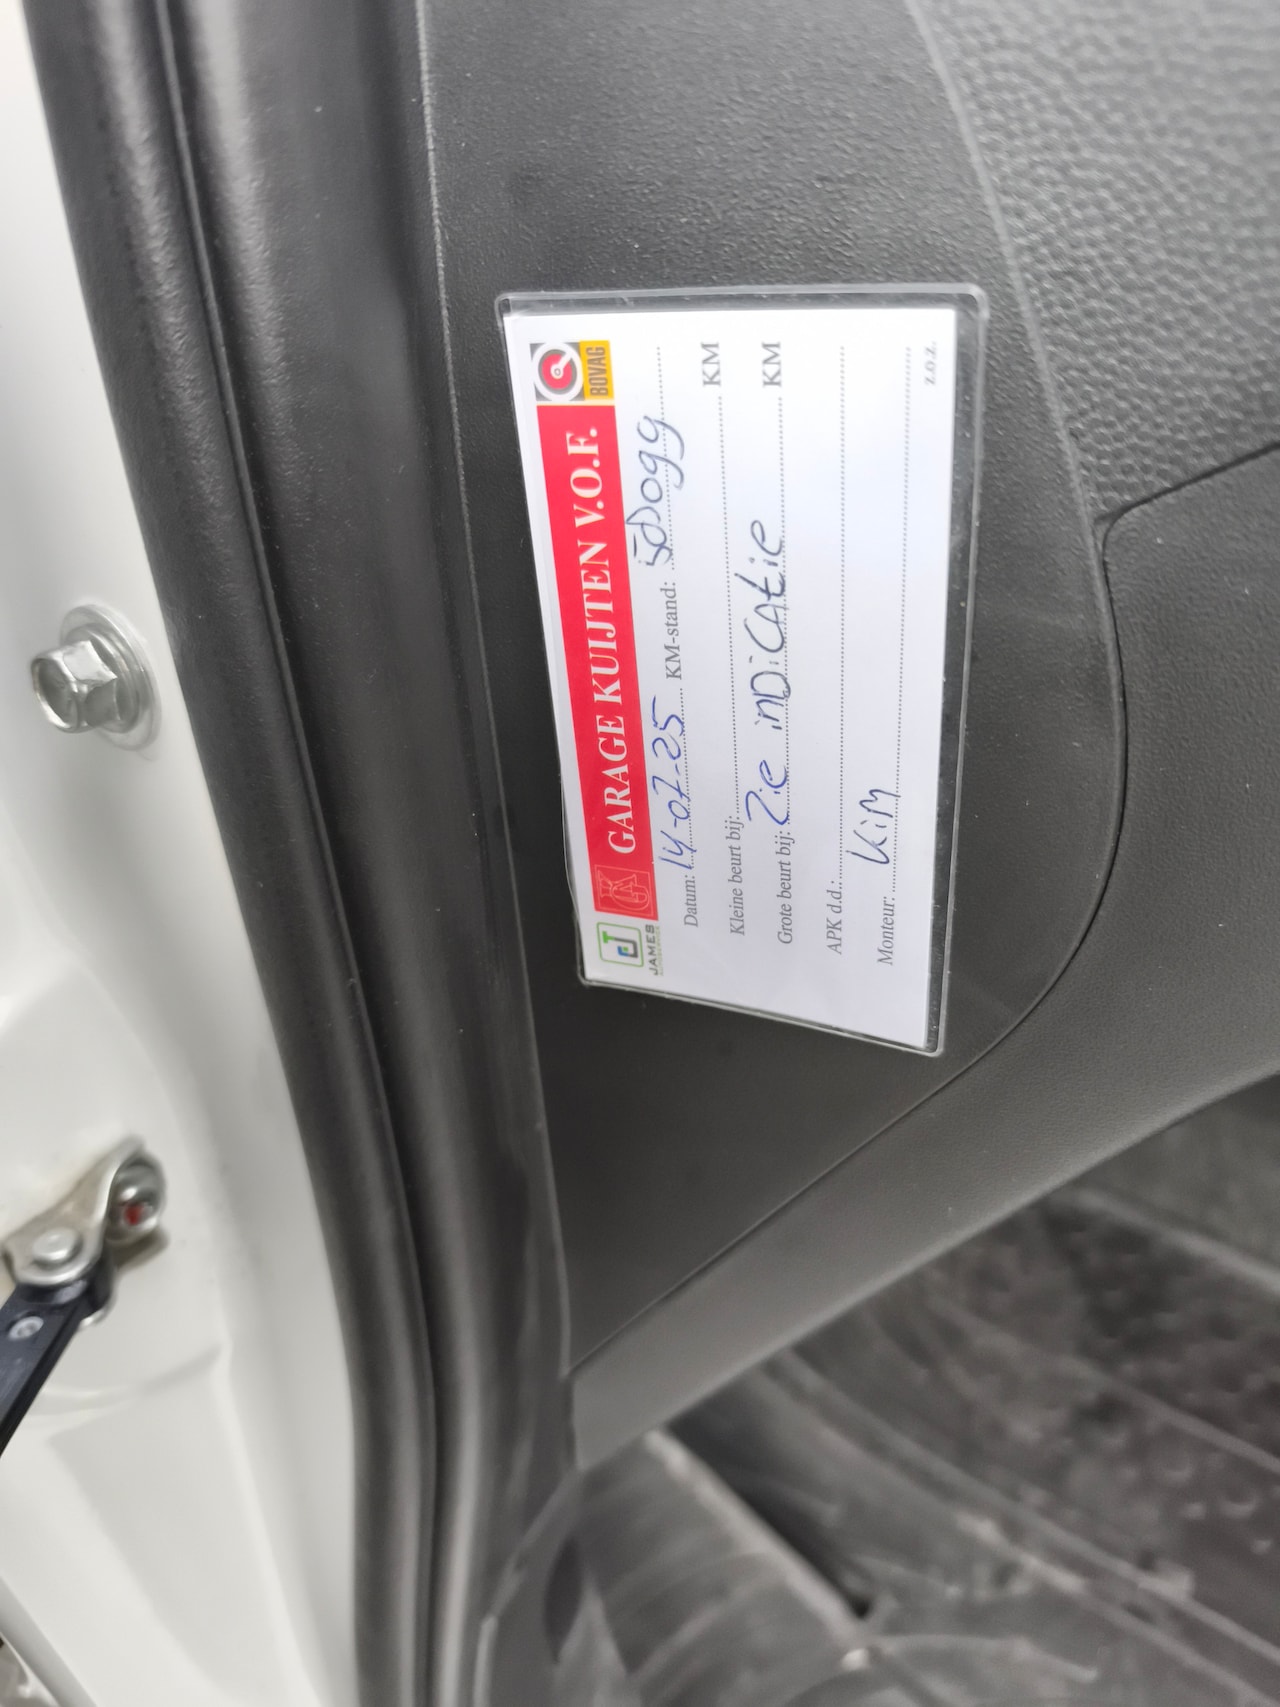 GARAGE KUIJTEN V.O.F.
BOVAG
JAMES
Datum: 14-07-25 KM-stand: 50099
Kleine beurt bij: KM
Grote beurt bij: Zie inDiCAtie KM
APK d.d.:
Monteur: KiM
z.o.z.